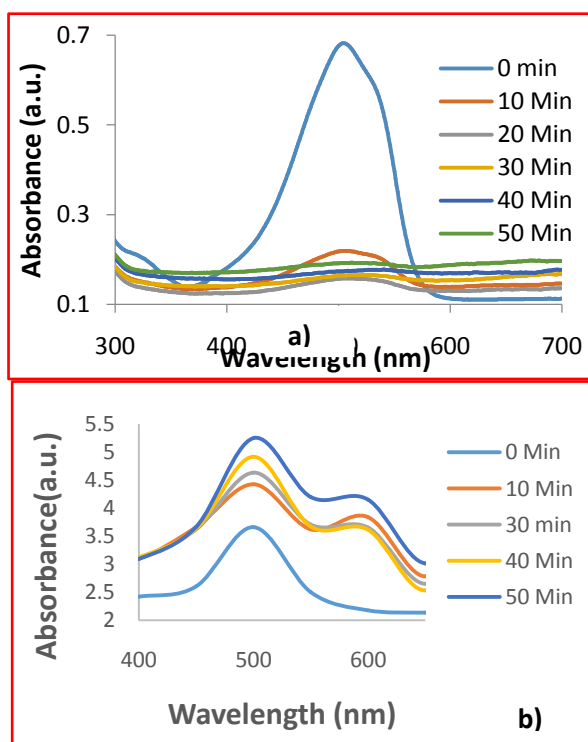 Absorbance (a.u.)
0.7
0.5
0.3
0.1
300
400
600
700
a)
Wavelength (nm)
0 min
10 Min
20 Min
30 Min
40 Min
50 Min
Absorbance(a.u.)
5.5
5
4.5
4
3.5
3
2.5
2
400
500
600
Wavelength (nm)
0 Min
10 Min
30 min
40 Min
50 Min
b)